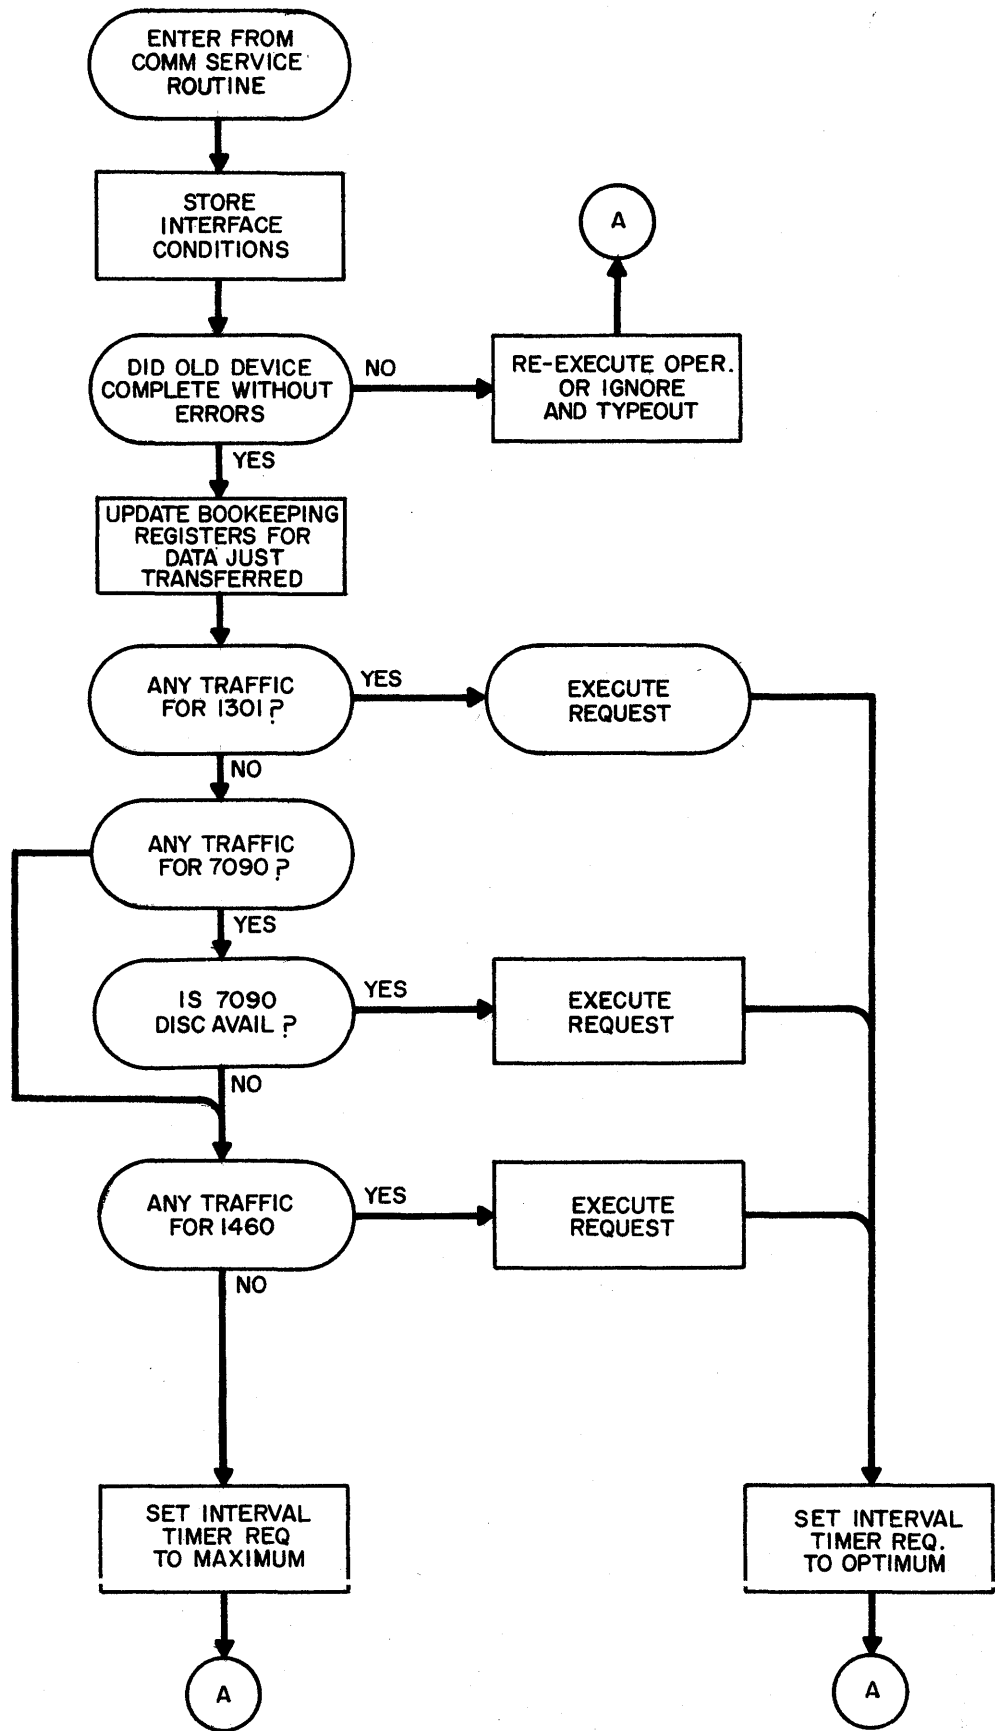 ENTER FROM
COMM SERVICE
ROUTINE
STORE
INTERFACE
CONDITIONS
A
DID OLD DEVICE
COMPLETE WITHOUT
ERRORS
NO
RE-EXECUTE OPER.
OR IGNORE
AND TYPEOUT
YES
UPDATE BOOKEEPING
REGISTERS FOR
DATA JUST
TRANSFERRED
ANY TRAFFIC
FOR 1301?
YES
EXECUTE
REQUEST
NO
ANY TRAFFIC
FOR 7090?
YES
IS 7090
DISC AVAIL?
YES
EXECUTE
REQUEST
NO
ANY TRAFFIC
FOR 1460
YES
EXECUTE
REQUEST
NO
SET INTERVAL
TIMER REQ
TO MAXIMUM
SET INTERVAL
TIMER REQ.
TO OPTIMUM
A
A